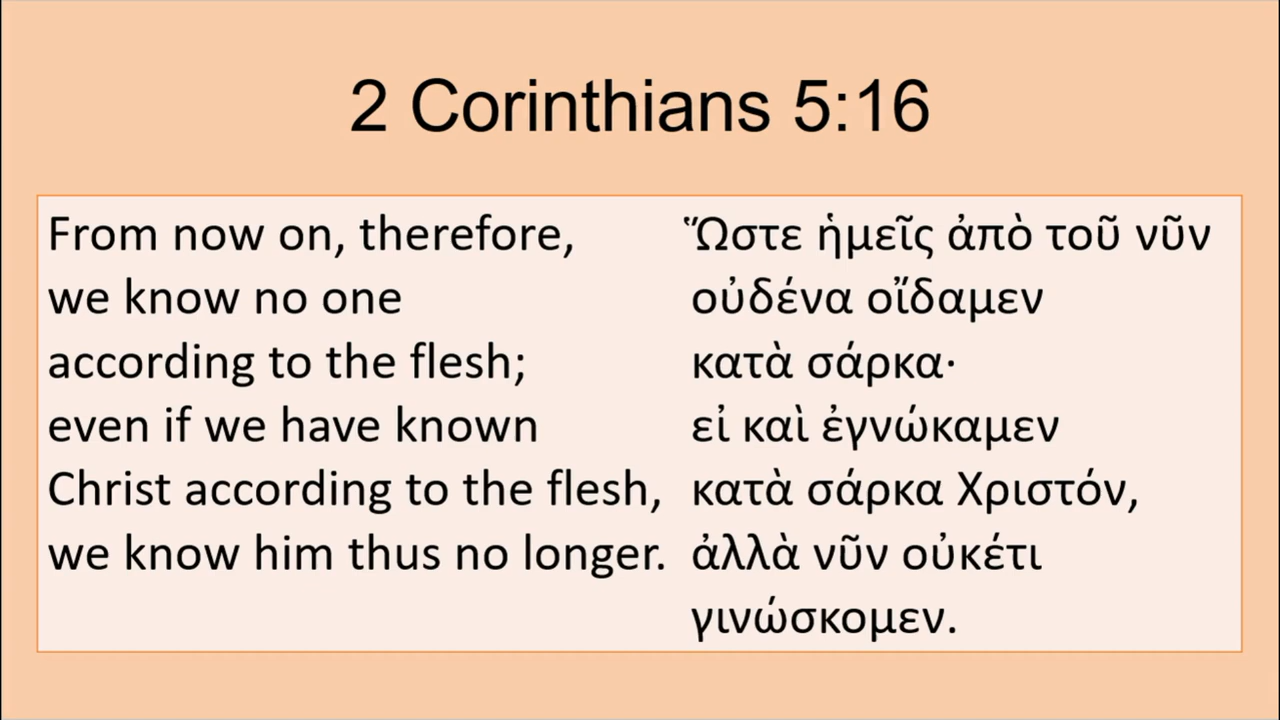 2 Corinthians 5:16
From now on, therefore,
we know no one
according to the flesh;
even if we have known
Christ according to the flesh,
we know him thus no longer.
Ὥστε ἡμεῖς ἀπὸ τοῦ νῦν
οὐδένα οἴδαμεν
κατὰ σάρκα·
εἰ καὶ ἐγνώκαμεν
κατὰ σάρκα Χριστόν,
ἀλλὰ νῦν οὐκέτι
γινώσκομεν.